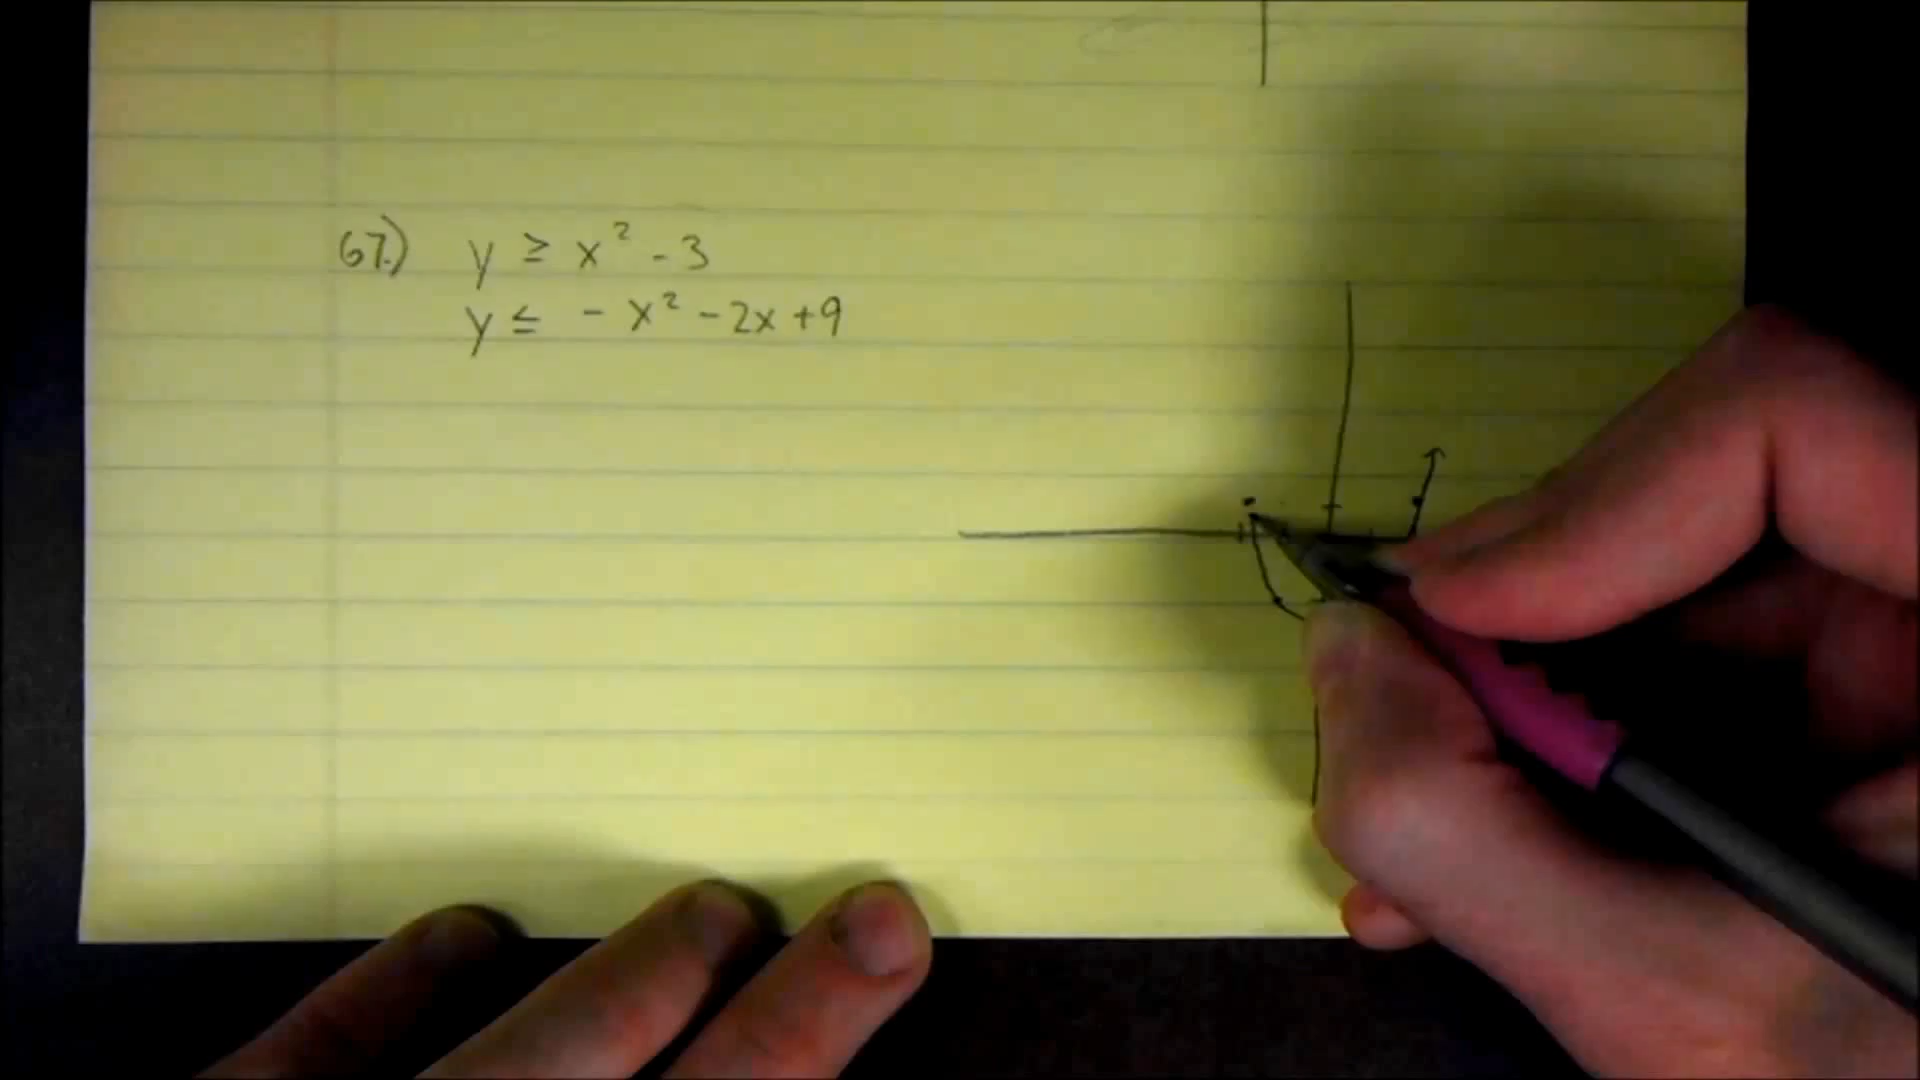 67.) y ≥ x² - 3
y ≤ - x² - 2x + 9